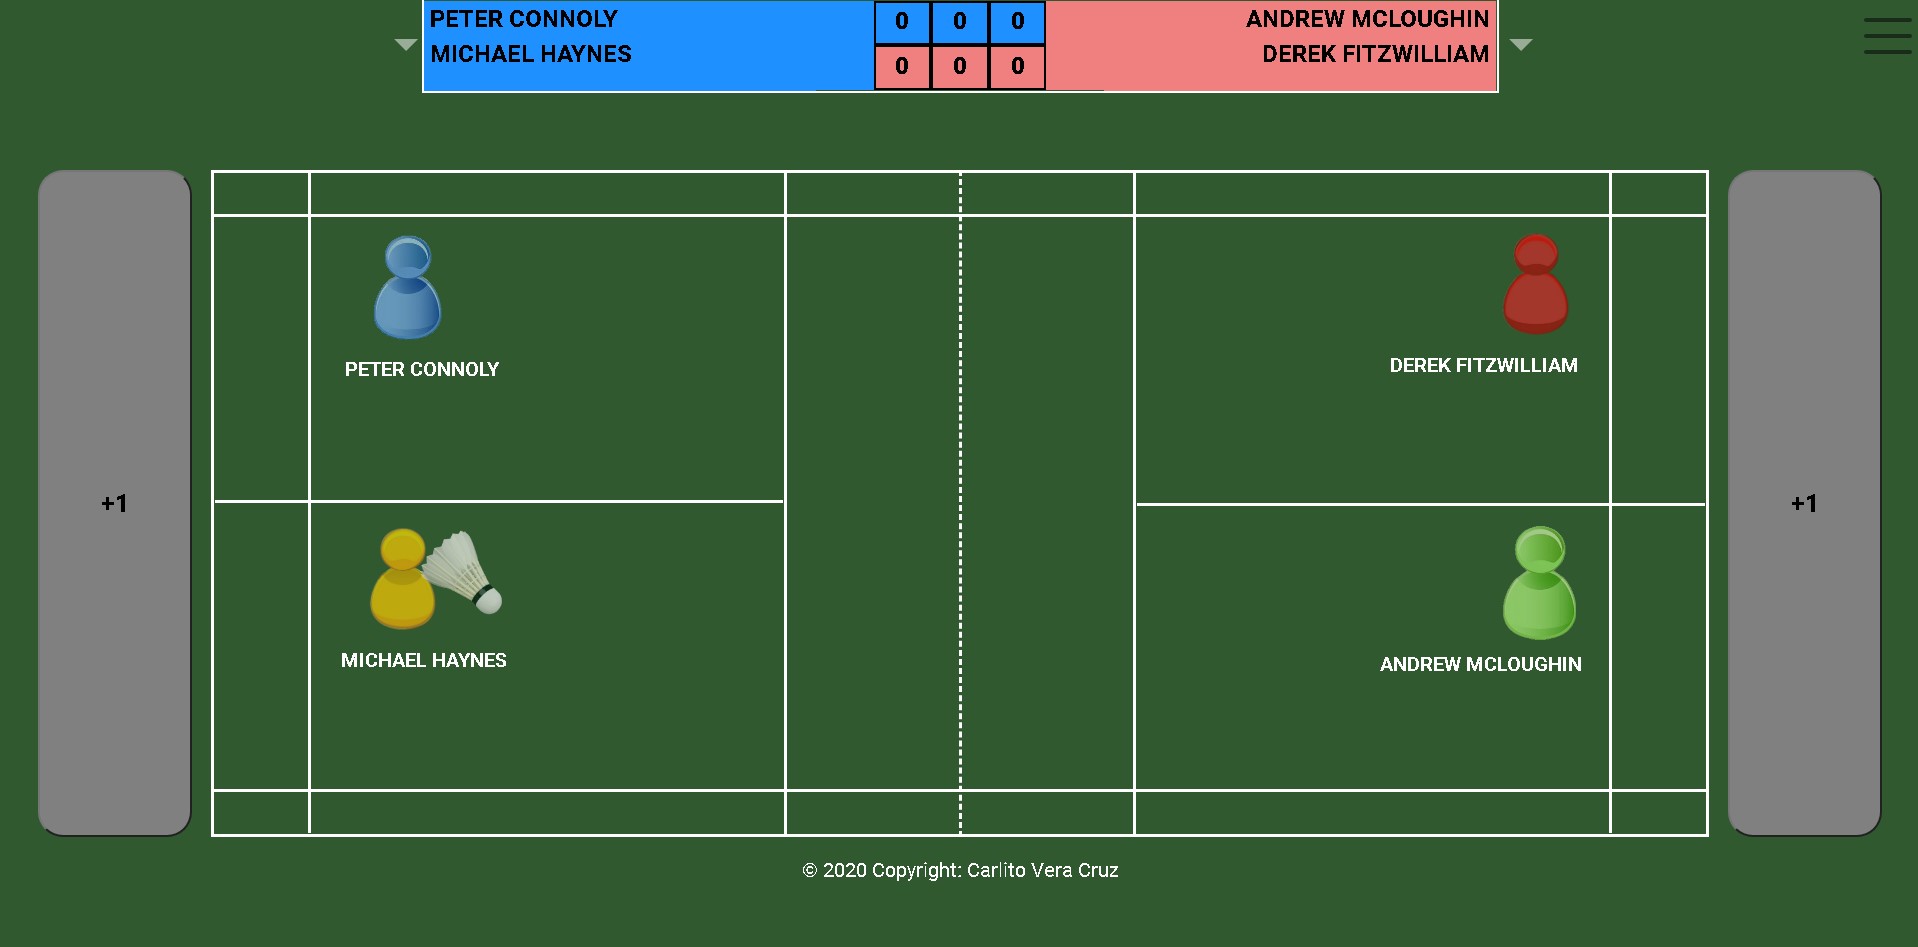 PETER CONNOLY
MICHAEL HAYNES
0 0 0
0 0 0
ANDREW MCLOUGHIN
DEREK FITZWILLIAM
+1
PETER CONNOLY
DEREK FITZWILLIAM
+1
MICHAEL HAYNES
ANDREW MCLOUGHIN
© 2020 Copyright: Carlito Vera Cruz